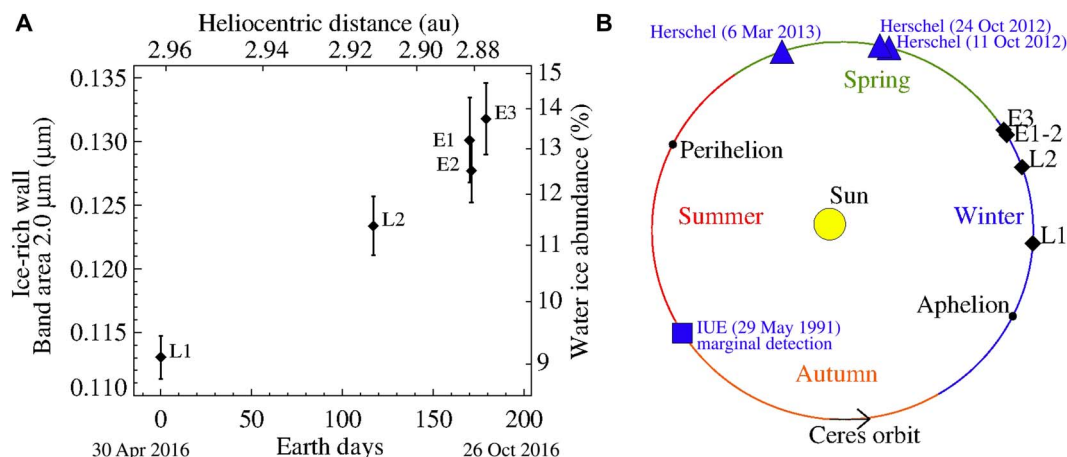 A
Heliocentric distance (au)
2.96 2.94 2.92 2.90 2.88
Ice-rich wall
Band area 2.0 μm (μm)
0.135
0.130
0.125
0.120
0.115
0.110
L1
L2
E1
E2
E3
15
14
13
12
11
10
9
Water ice abundance (%)
0 50 100 150 200
30 Apr 2016 Earth days 26 Oct 2016
B
Herschel (6 Mar 2013)
Herschel (24 Oct 2012)
Herschel (11 Oct 2012)
Spring
E3
E1-2
L2
Perihelion
Sun
Summer
Winter
L1
Aphelion
IUE (29 May 1991)
marginal detection
Autumn
Ceres orbit